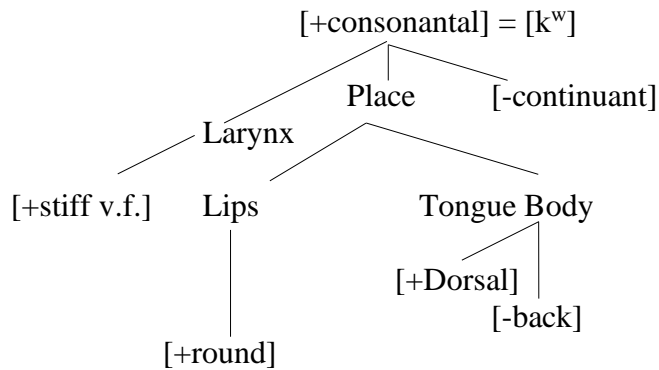 [+consonantal] = [kʷ]
Place [-continuant]
Larynx
[+stiff v.f.] Lips Tongue Body
[+Dorsal]
[-back]
[+round]